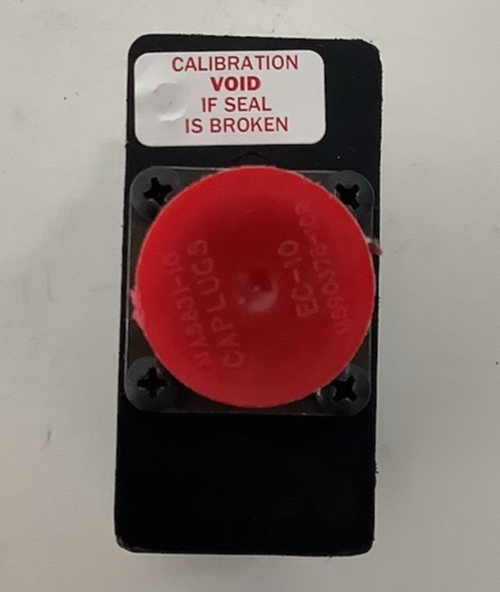 CALIBRATION
VOID
IF SEAL
IS BROKEN
CAPLUGS
EC-10